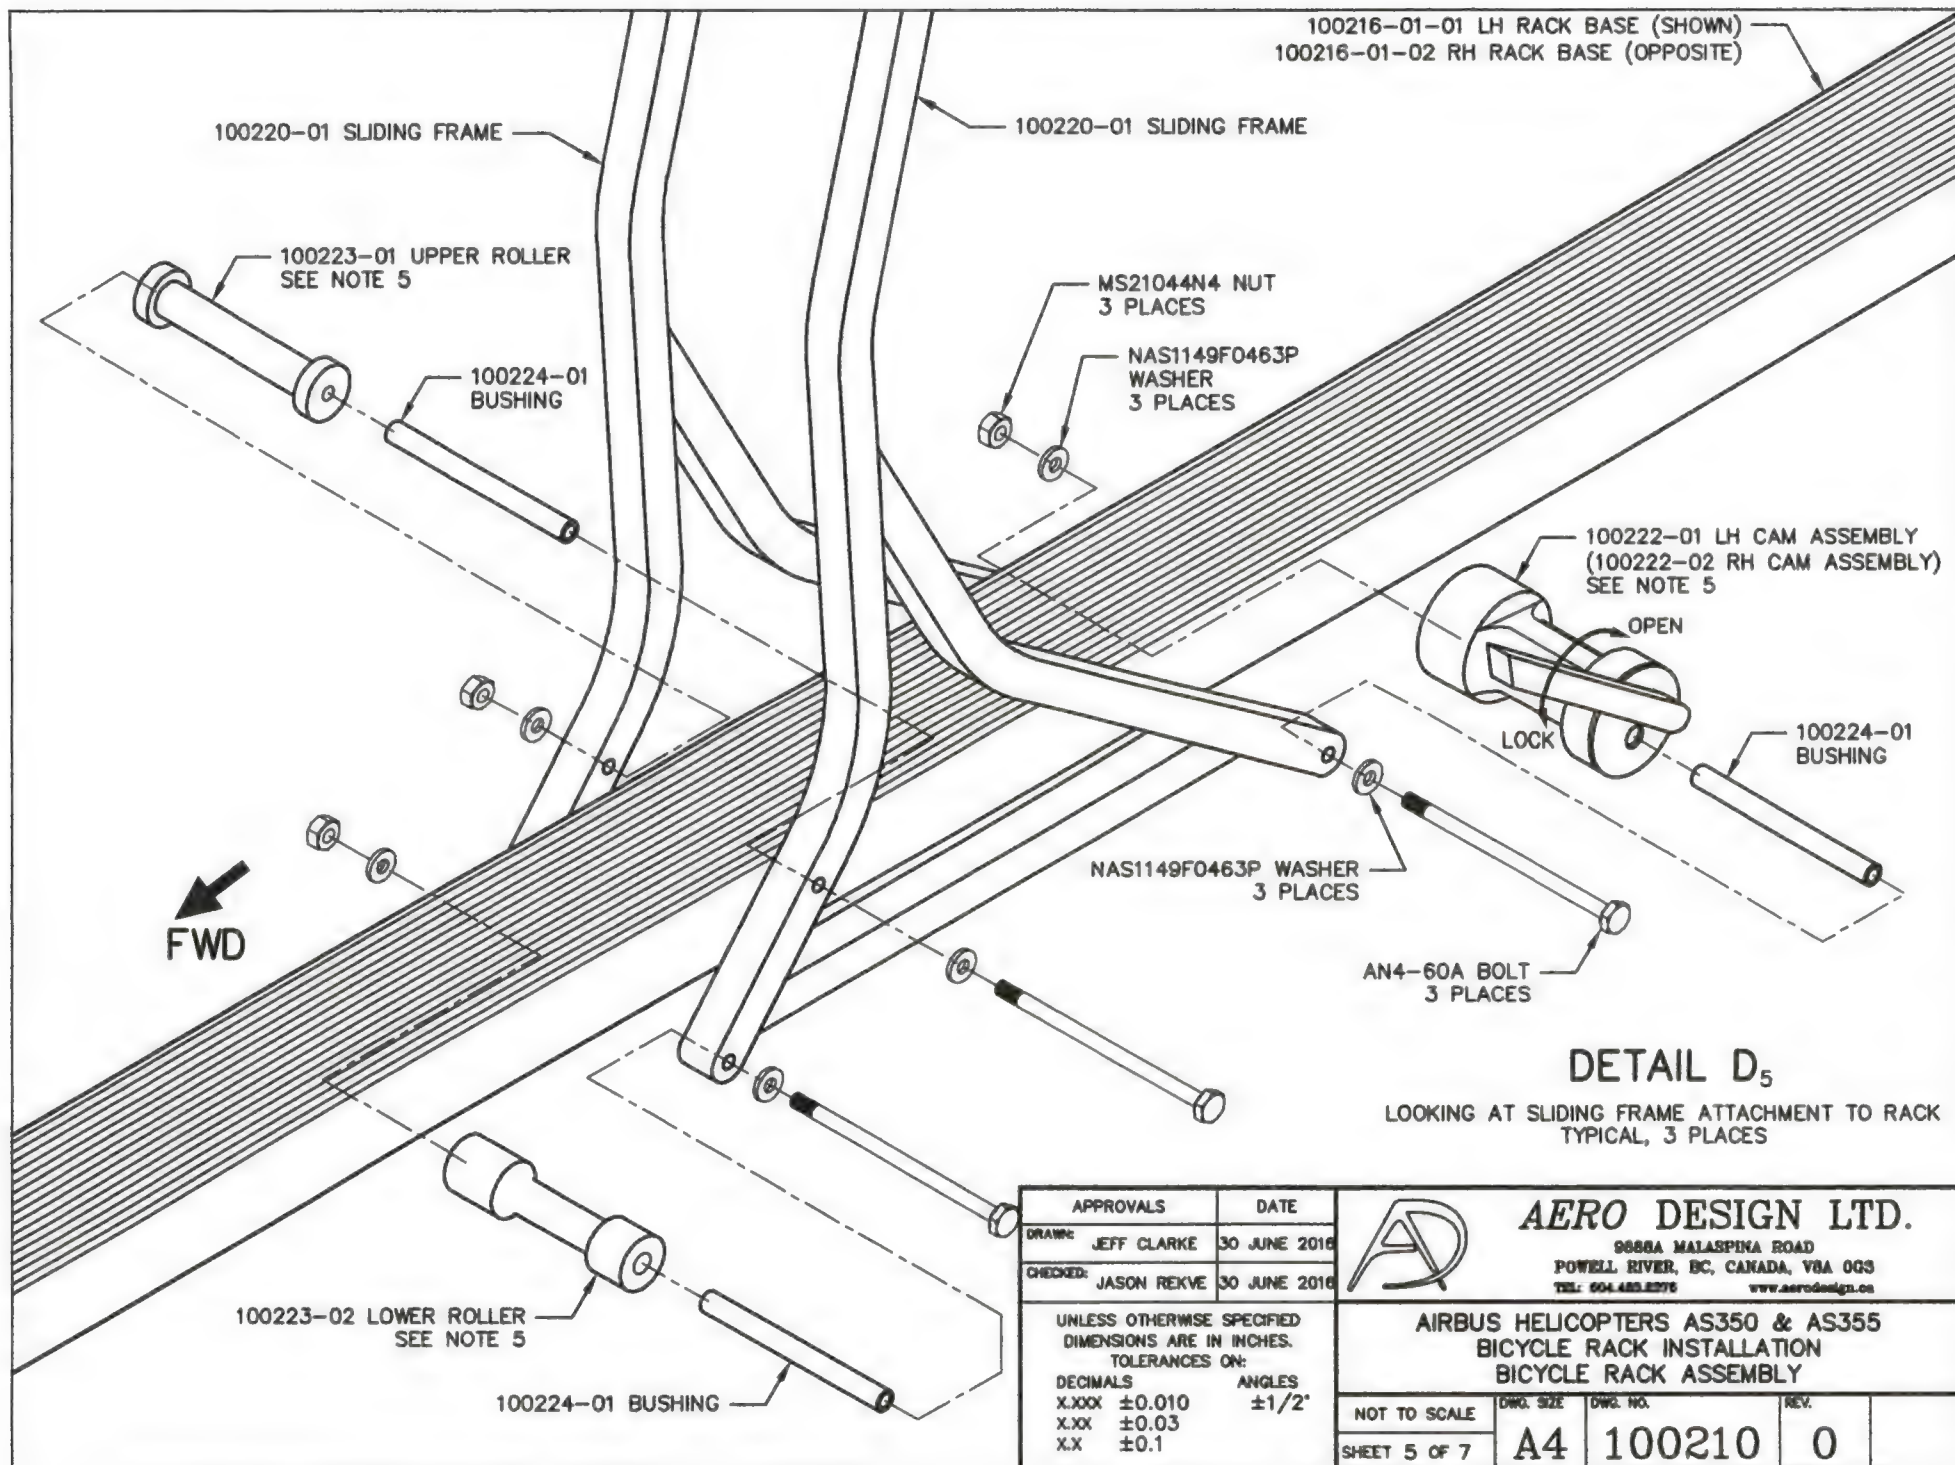 100216-01-01 LH RACK BASE (SHOWN)
100216-01-02 RH RACK BASE (OPPOSITE)
100220-01 SLIDING FRAME
100220-01 SLIDING FRAME
100223-01 UPPER ROLLER
SEE NOTE 5
MS21044N4 NUT
3 PLACES
NAS1149F0463P
WASHER
3 PLACES
100224-01
BUSHING
100222-01 LH CAM ASSEMBLY
(100222-02 RH CAM ASSEMBLY)
SEE NOTE 5
OPEN
LOCK
100224-01
BUSHING
NAS1149F0463P WASHER
3 PLACES
FWD
AN4-60A BOLT
3 PLACES
DETAIL D5
LOOKING AT SLIDING FRAME ATTACHMENT TO RACK
TYPICAL, 3 PLACES
100223-02 LOWER ROLLER
SEE NOTE 5
100224-01 BUSHING
APPROVALS DATE
DRAWN: JEFF CLARKE 30 JUNE 2016
CHECKED: JASON REKVE 30 JUNE 2016
UNLESS OTHERWISE SPECIFIED
DIMENSIONS ARE IN INCHES.
TOLERANCES ON:
DECIMALS ANGLES
X.XXX ±0.010 ±1/2°
X.XX ±0.03
X.X ±0.1
AD
AERO DESIGN LTD.
9888A MALASPINA ROAD
POWELL RIVER, BC, CANADA, V8A 0G3
TEL: 604.483.2376 www.aerodesign.ca
AIRBUS HELICOPTERS AS350 & AS355
BICYCLE RACK INSTALLATION
BICYCLE RACK ASSEMBLY
NOT TO SCALE
SHEET 5 OF 7
DWG. SIZE
A4
DWG. NO.
100210
REV.
0